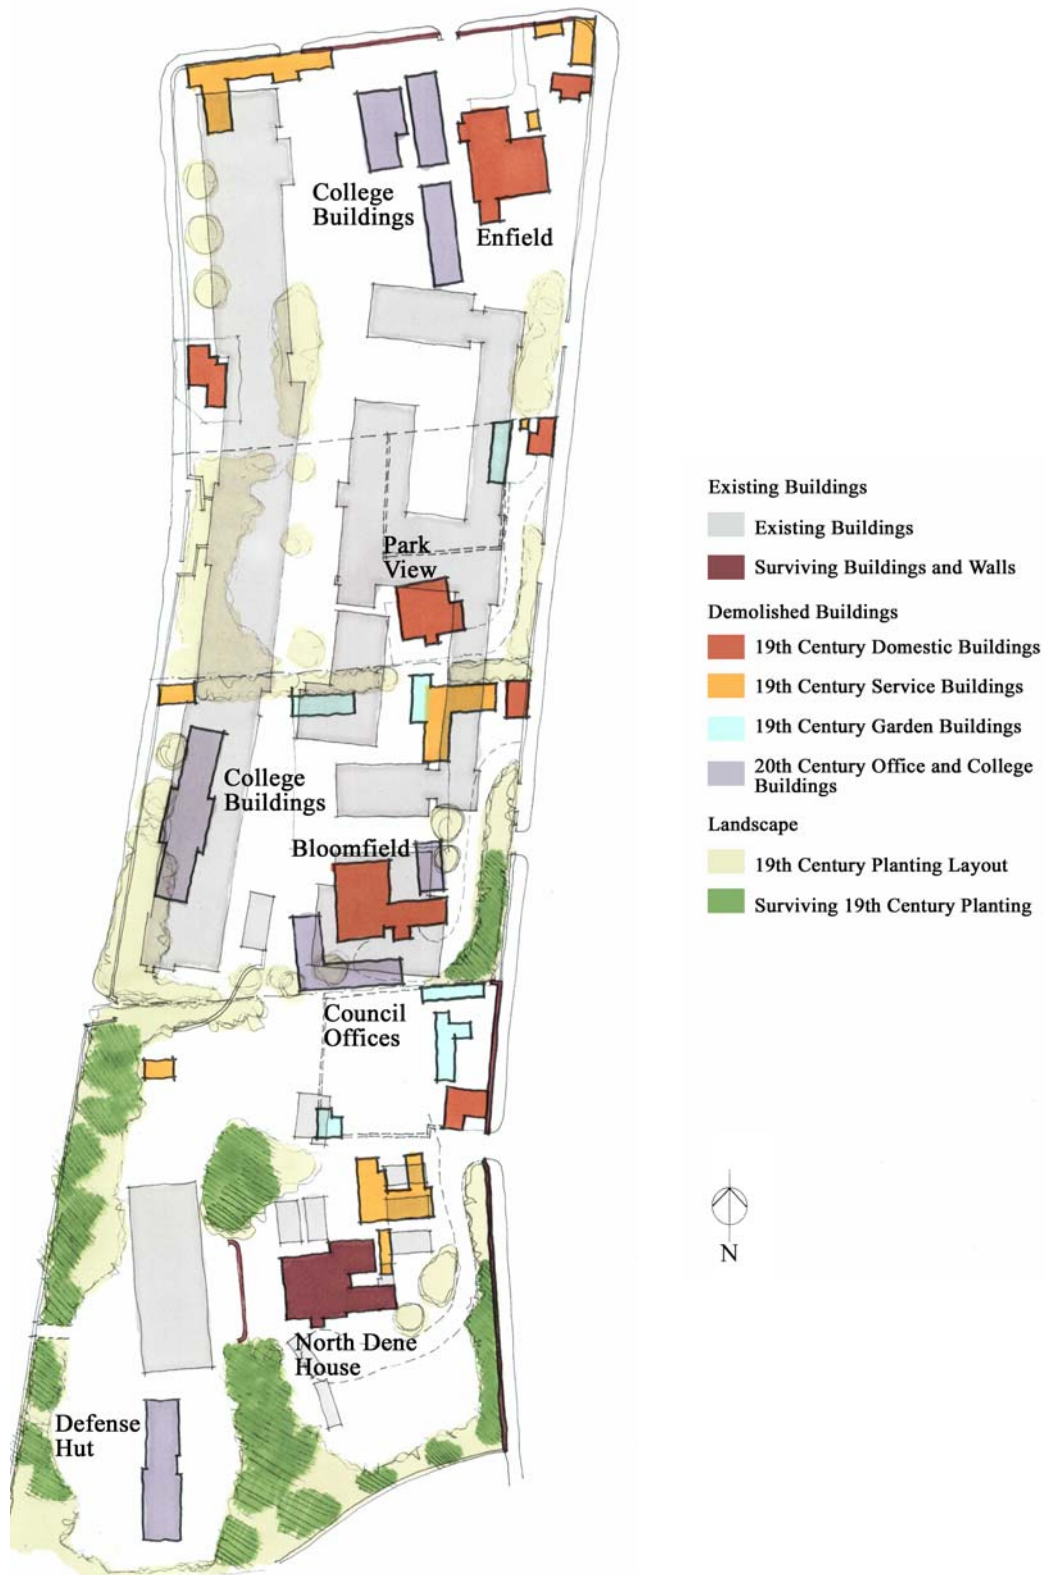 College
Buildings
Enfield
Park
View
College
Buildings
Bloomfield
Council
Offices
North Dene
House
Defense
Hut
Existing Buildings
Existing Buildings
Surviving Buildings and Walls
Demolished Buildings
19th Century Domestic Buildings
19th Century Service Buildings
19th Century Garden Buildings
20th Century Office and College
Buildings
Landscape
19th Century Planting Layout
Surviving 19th Century Planting
N